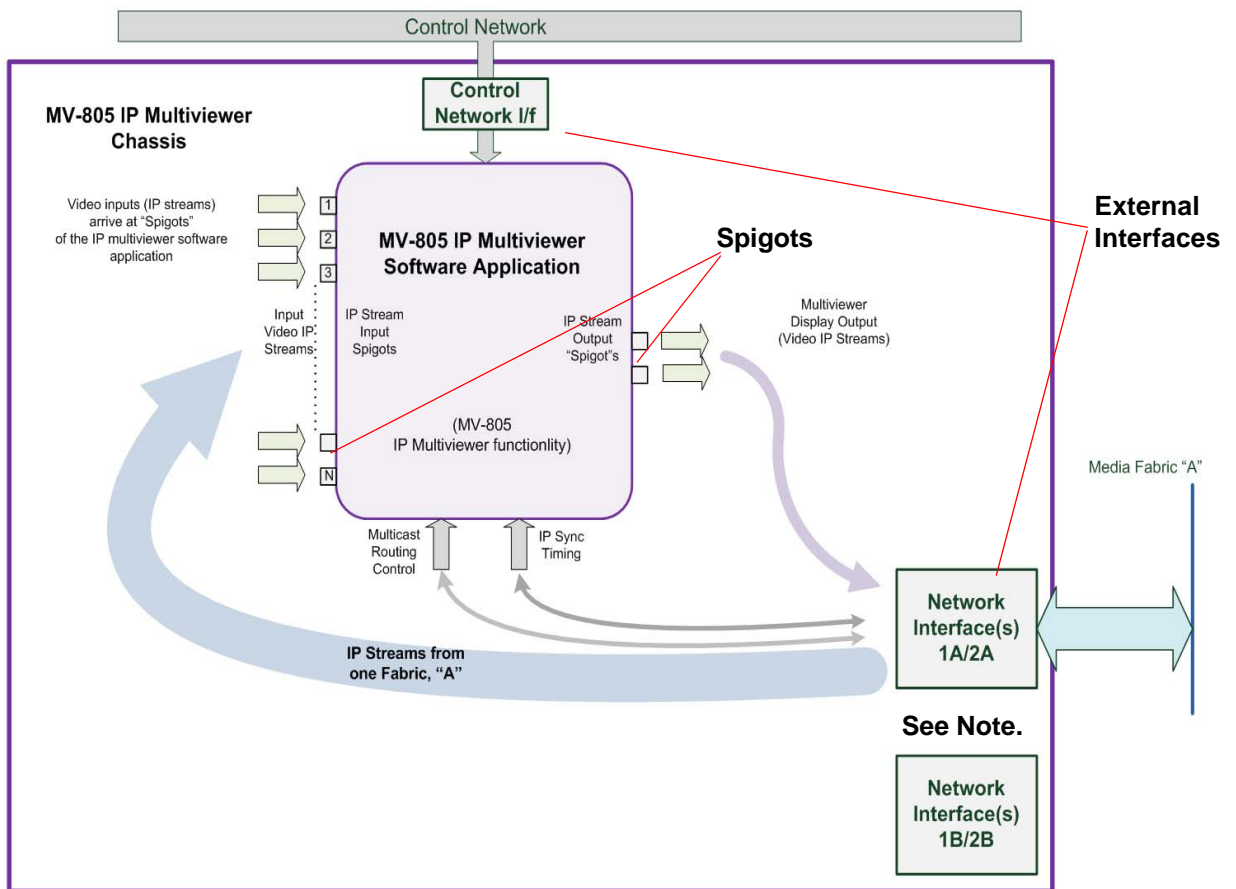 Control Network
Control
Network I/f
MV-805 IP Multiviewer
Chassis
Video inputs (IP streams)
arrive at “Spigots”
of the IP multiviewer software
application
1
2
3
MV-805 IP Multiviewer
Software Application
Spigots
External
Interfaces
Input
Video IP
Streams
IP Stream
Input
Spigots
IP Stream
Output
“Spigot”s
Multiviewer
Display Output
(Video IP Streams)
(MV-805
IP Multiviewer functionlity)
N
Media Fabric “A”
Multicast
Routing
Control
IP Sync
Timing
Network
Interface(s)
1A/2A
IP Streams from
one Fabric, “A”
See Note.
Network
Interface(s)
1B/2B